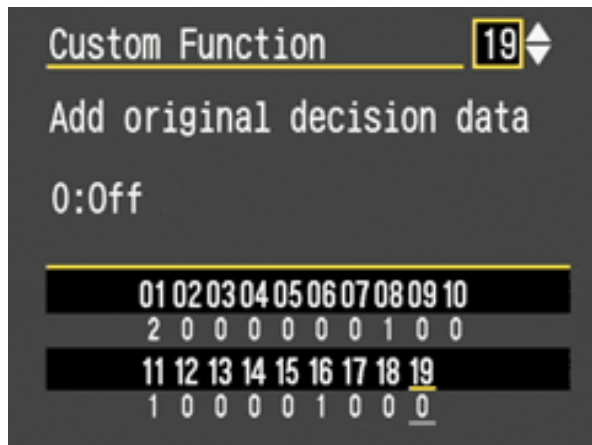 Custom Function 19
Add original decision data
0:Off
01 02 03 04 05 06 07 08 09 10
2 0 0 0 0 0 0 1 0 0
11 12 13 14 15 16 17 18 19
1 0 0 0 0 1 0 0 0